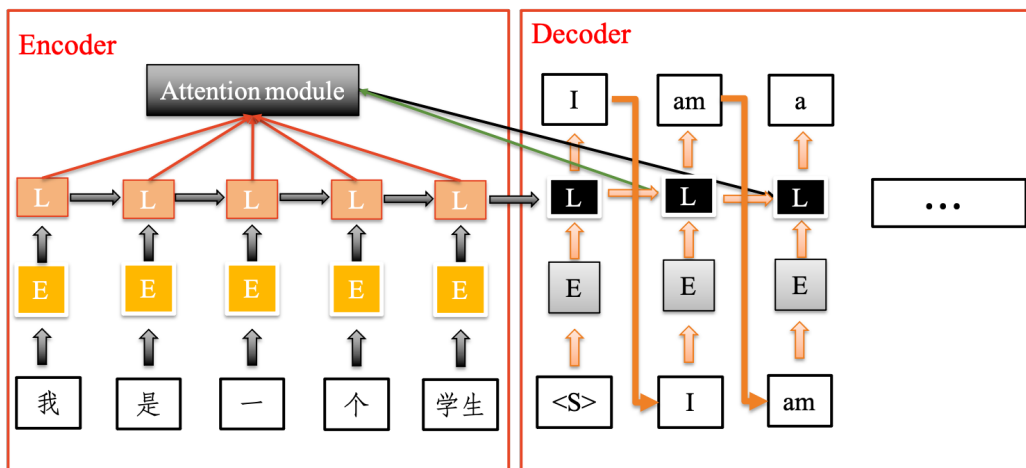 Encoder
Decoder
Attention module
I am a
L L L L L L L L
...
E E E E E E E E
我 是 一 个 学生 <S> I am